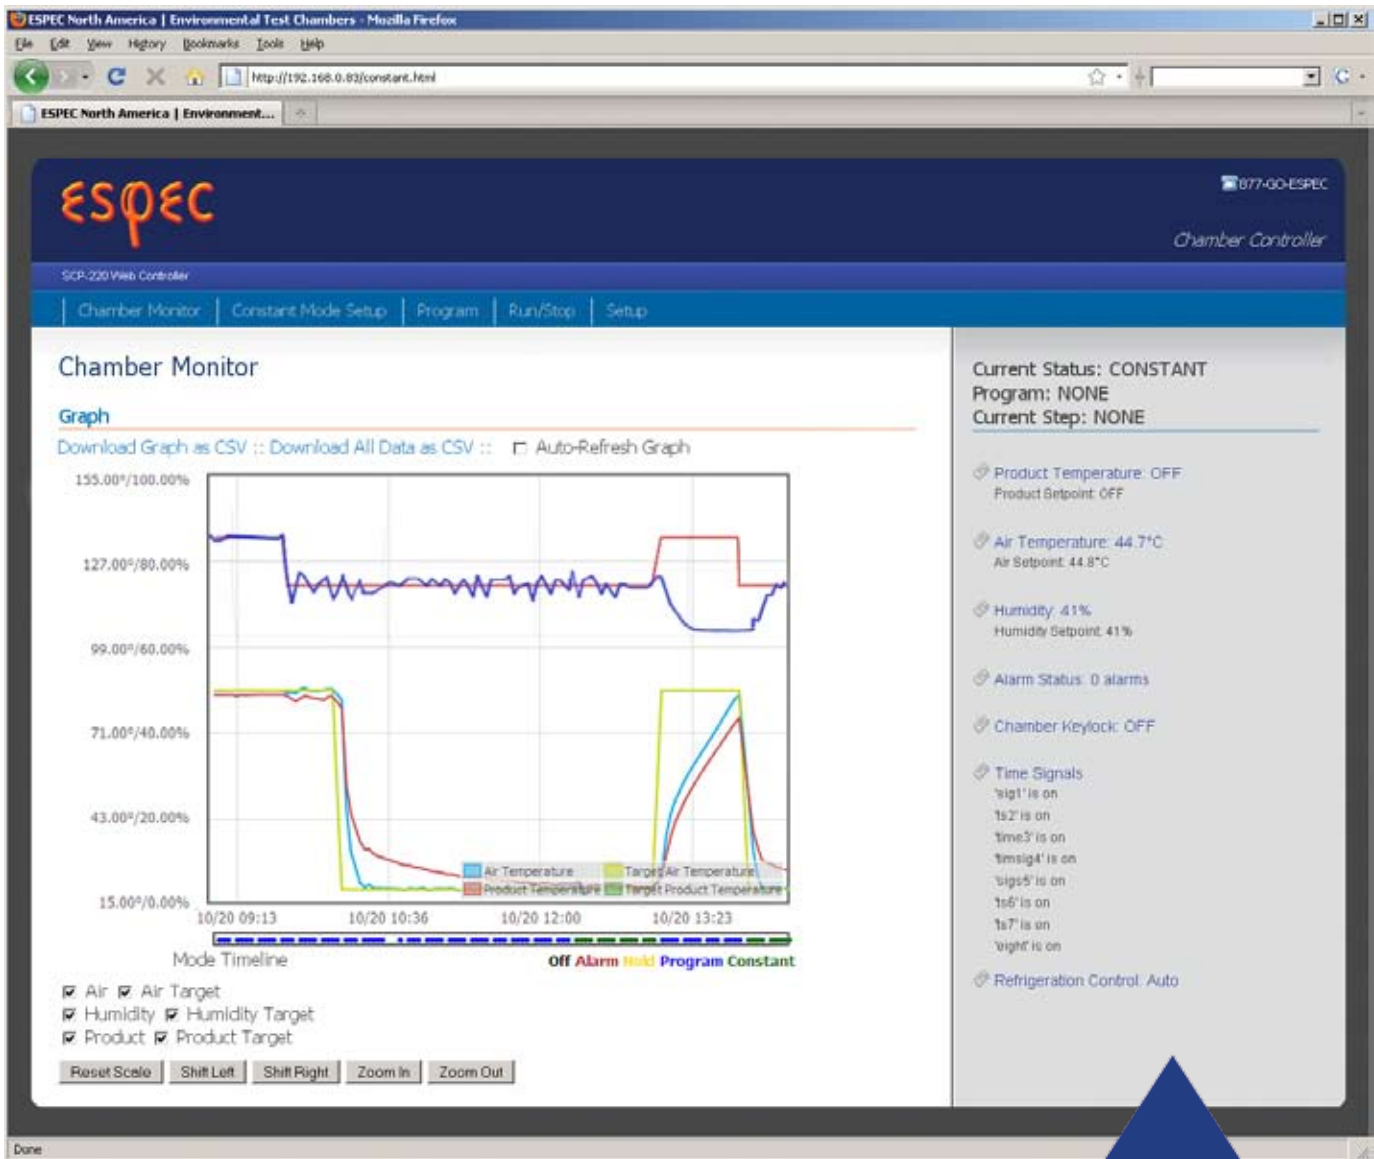 ESPEC North America | Environmental Test Chambers - Mozilla Firefox
File Edit View History Bookmarks Tools Help
http://192.168.0.83/constant.html
ESPEC North America | Environment...
ESPEC
877-GO-ESPEC
Chamber Controller
SCP-220 Web Controller
Chamber Monitor | Constant Mode Setup | Program | Run/Stop | Setup
Chamber Monitor
Graph
Download Graph as CSV :: Download All Data as CSV :: Auto-Refresh Graph
155.00°/100.00%
127.00°/80.00%
99.00°/60.00%
71.00°/40.00%
43.00°/20.00%
15.00°/0.00%
Air Temperature Target Air Temperature
Product Temperature Target Product Temperature
10/20 09:13 10/20 10:36 10/20 12:00 10/20 13:23
Mode Timeline
Off Alarm Hold Program Constant
Air Air Target
Humidity Humidity Target
Product Product Target
Reset Scale Shift Left Shift Right Zoom In Zoom Out
Current Status: CONSTANT
Program: NONE
Current Step: NONE
Product Temperature: OFF
Product Setpoint: OFF
Air Temperature: 44.7°C
Air Setpoint: 44.8°C
Humidity: 41%
Humidity Setpoint: 41%
Alarm Status: 0 alarms
Chamber Keylock: OFF
Time Signals
'sig1' is on
'ts2' is on
'time3' is on
'timsig4' is on
'sigs5' is on
'ts6' is on
'ts7' is on
'eight' is on
Refrigeration Control: Auto
Done